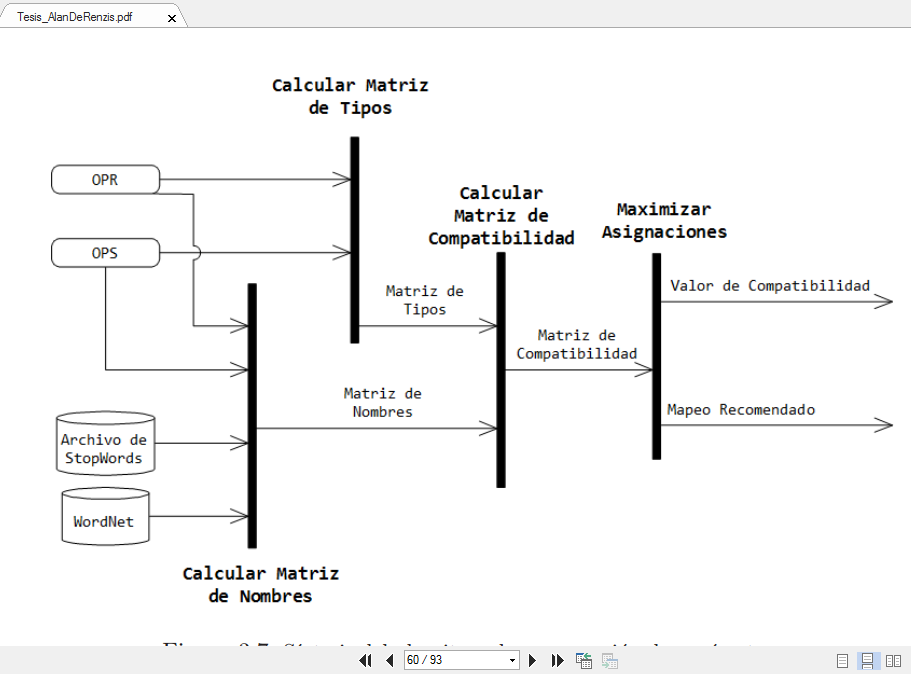 Tesis_AlanDeRenzis.pdf
Calcular Matriz
de Tipos
OPR
OPS
Calcular
Matriz de
Compatibilidad
Maximizar
Asignaciones
Valor de Compatibilidad
Matriz de
Tipos
Matriz de
Compatibilidad
Matriz de
Nombres
Mapeo Recomendado
Archivo de
StopWords
WordNet
Calcular Matriz
de Nombres
60 / 93